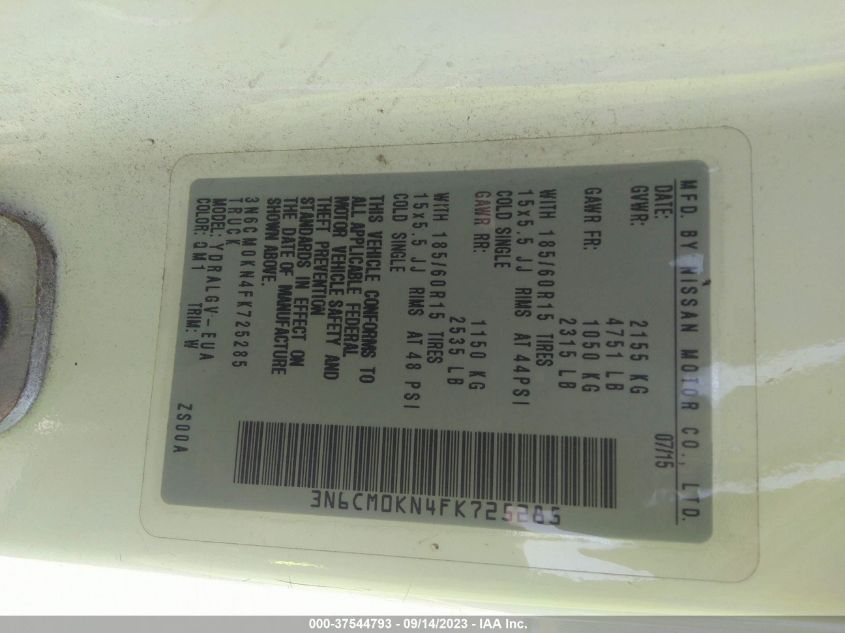 MFD. BY NISSAN MOTOR CO., LTD.
DATE: 07/15
GVWR: 2155 KG
4751 LB
GAWR FR: 1050 KG
2315 LB
WITH 185/60R15 TIRES
15x5.5 JJ RIMS AT 44PSI
COLD SINGLE
GAWR RR: 1150 KG
2535 LB
WITH 185/60R15 TIRES
15x5.5 JJ RIMS AT 48 PSI
COLD SINGLE
THIS VEHICLE CONFORMS TO
ALL APPLICABLE FEDERAL
MOTOR VEHICLE SAFETY AND
THEFT PREVENTION
STANDARDS IN EFFECT ON
THE DATE OF MANUFACTURE
SHOWN ABOVE.
3N6CM0KN4FK725285
TRUCK
MODEL: YDRALGV-EUA
COLOR: QM1 TRIM: W ZS00A
3N6CM0KN4FK725285
000-37544793 - 09/14/2023 - IAA Inc.